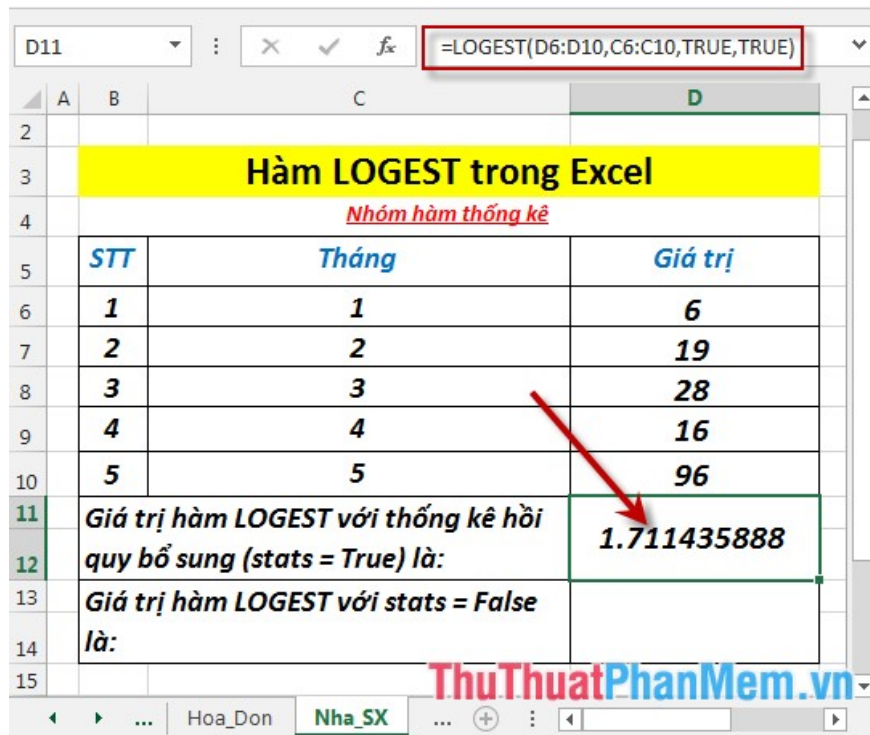 D11 fx =LOGEST(D6:D10,C6:C10,TRUE,TRUE)
A B C D
2
3 Hàm LOGEST trong Excel
4 Nhóm hàm thống kê
5 STT Tháng Giá trị
6 1 1 6
7 2 2 19
8 3 3 28
9 4 4 16
10 5 5 96
11 Giá trị hàm LOGEST với thống kê hồi
1.711435888
12 quy bổ sung (stats = True) là:
13 Giá trị hàm LOGEST với stats = False
14 là:
15 ThuThuatPhanMem.vn
... Hoa_Don Nha_SX ...